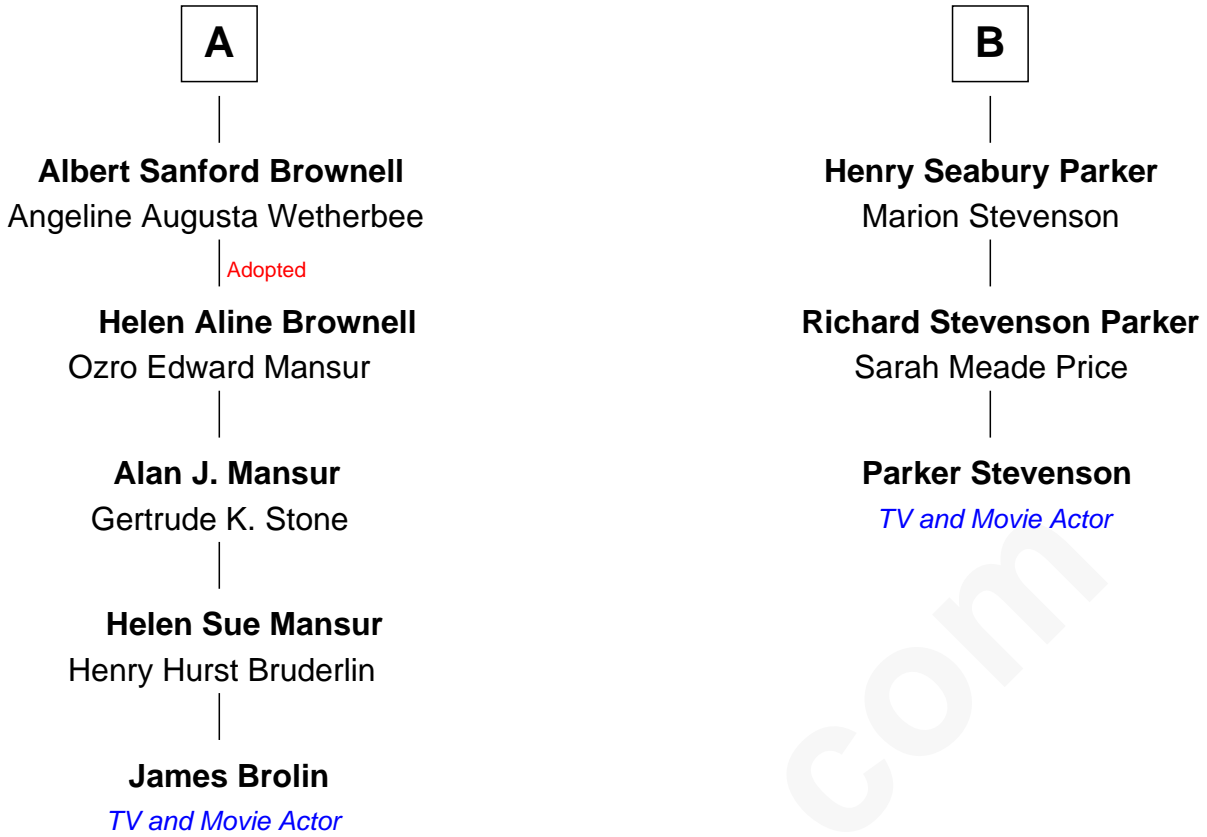 A
Albert Sanford Brownell
Angeline Augusta Wetherbee
Adopted
Helen Aline Brownell
Ozro Edward Mansur
Alan J. Mansur
Gertrude K. Stone
Helen Sue Mansur
Henry Hurst Bruderlin
James Brolin
TV and Movie Actor
B
Henry Seabury Parker
Marion Stevenson
Richard Stevenson Parker
Sarah Meade Price
Parker Stevenson
TV and Movie Actor
com